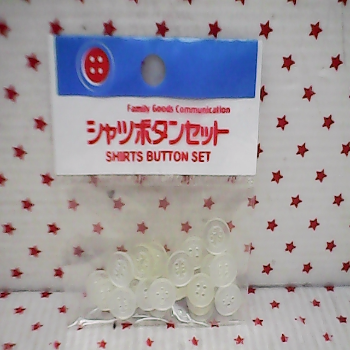 Family Goods Communication
シャツボタンセット
SHIRTS BUTTON SET